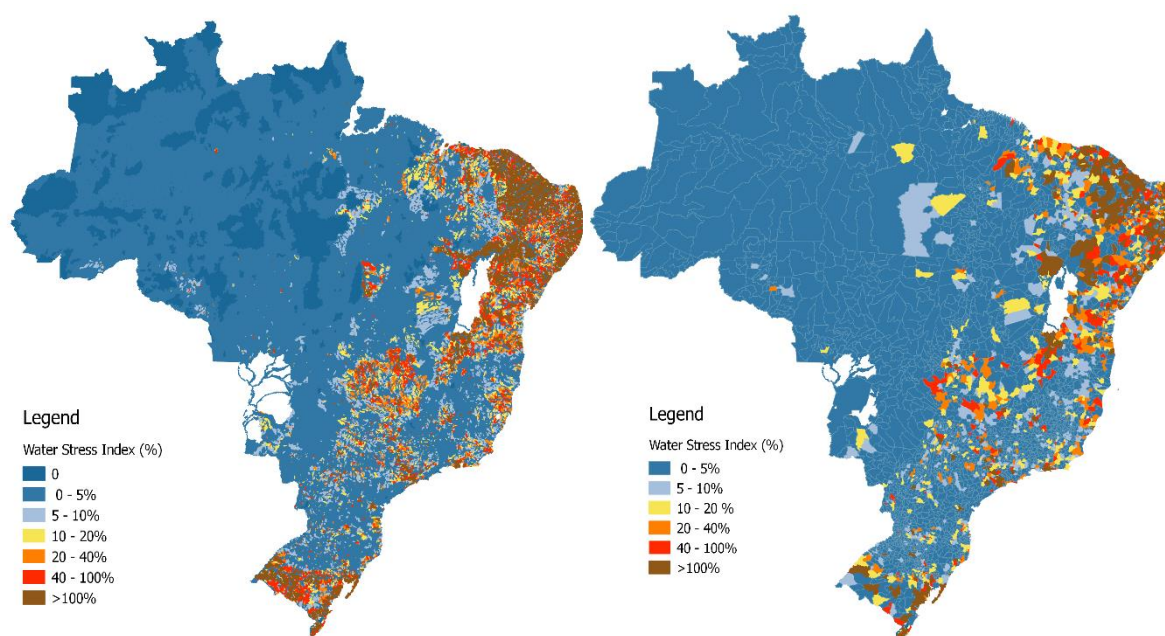 Legend
Water Stress Index (%)
0
0 - 5%
5 - 10%
10 - 20%
20 - 40%
40 - 100%
>100%
Legend
Water Stress Index (%)
0 - 5%
5 - 10%
10 - 20 %
20 - 40%
40 - 100%
>100%